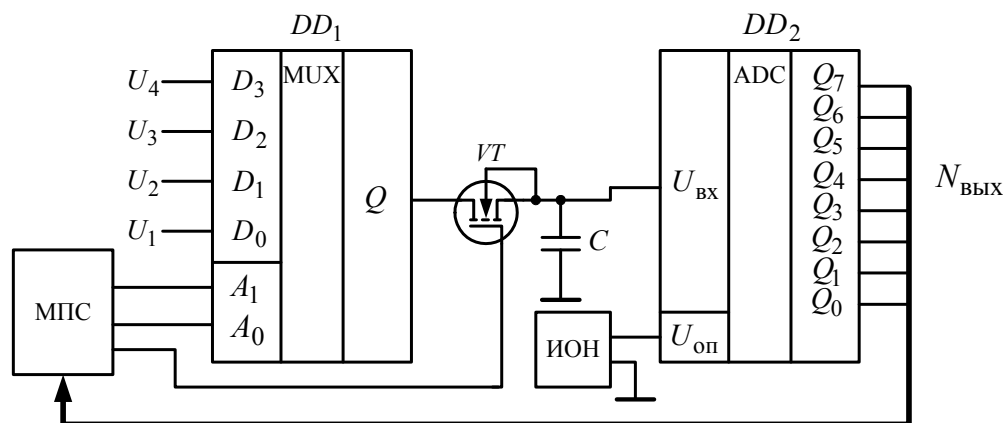 DD1 DD2
U4 D3 MUX ADC Q7
U3 D2 Q6
Q5
U2 D1 VT Q4
Q Uвх Q3 Nвых
U1 D0 C Q2
Q1
МПС A1 Q0
A0 ИОН Uоп